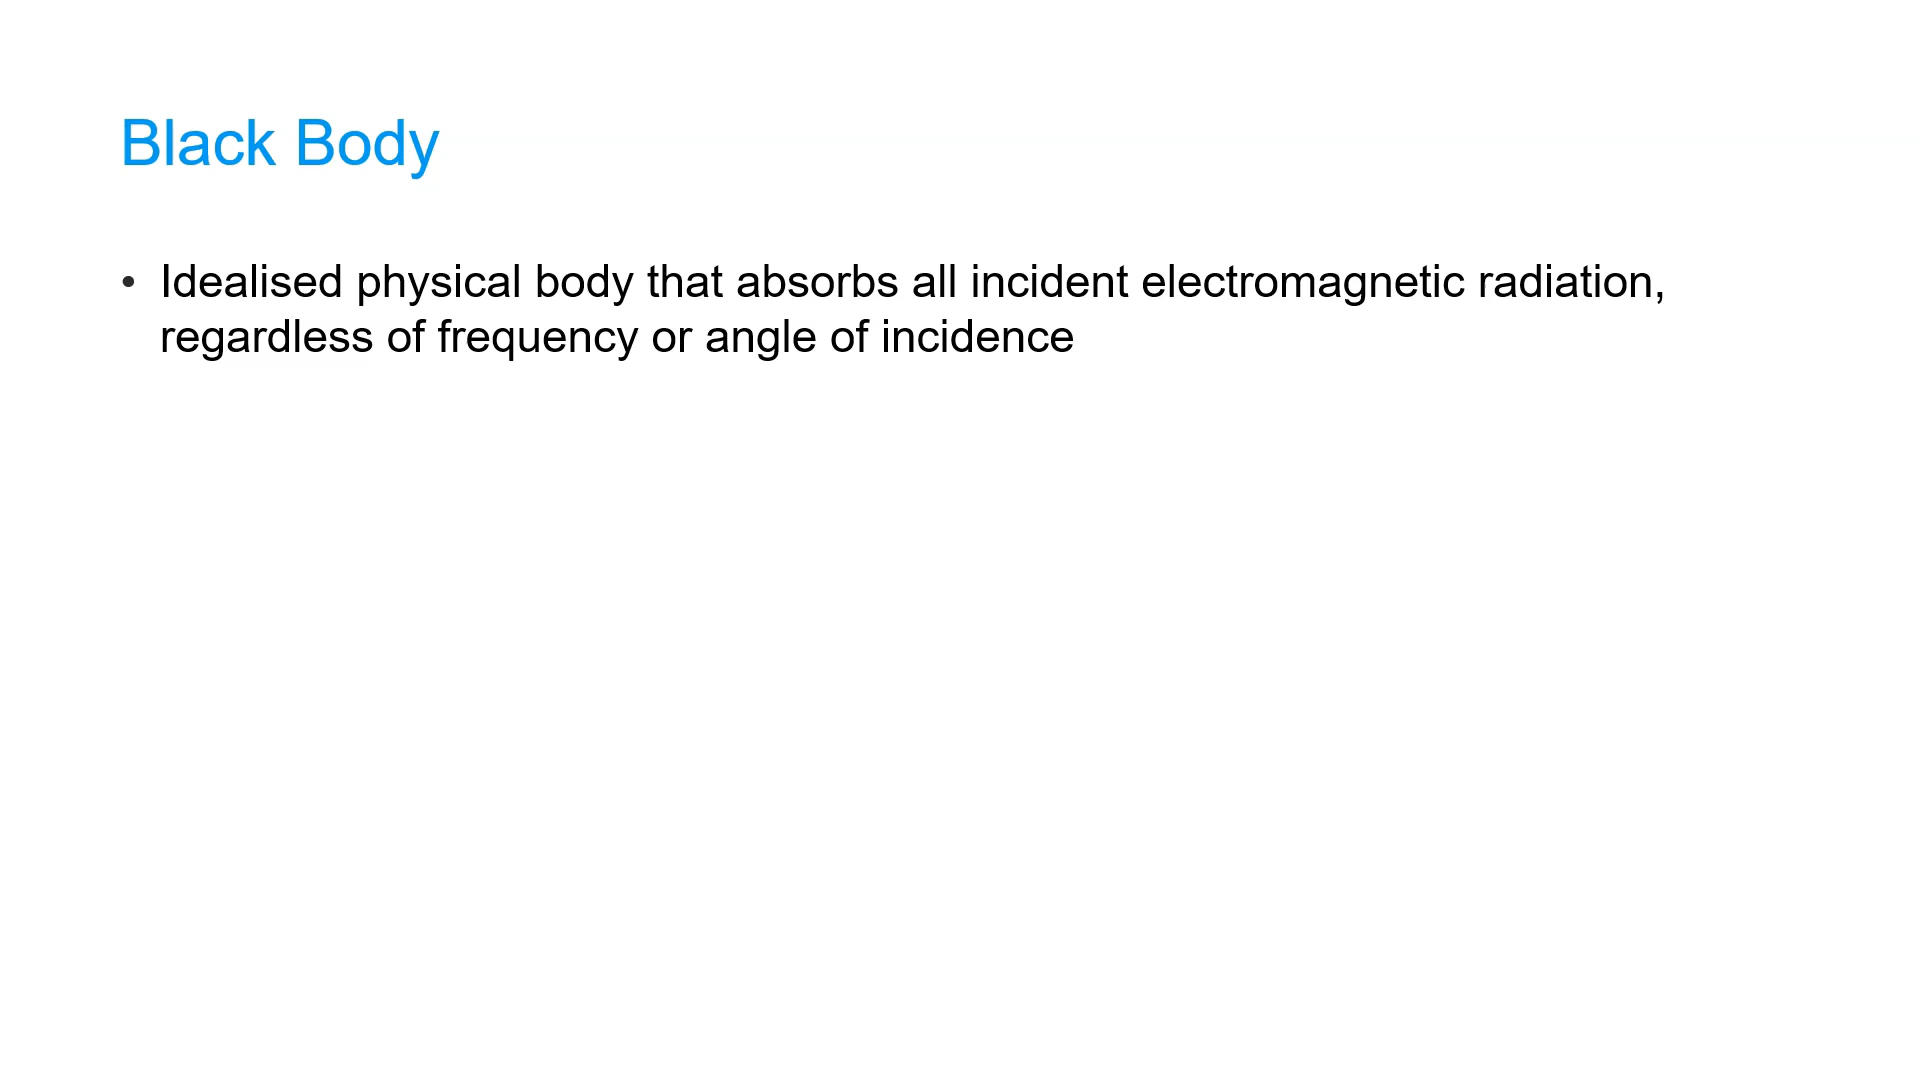 Black Body
• Idealised physical body that absorbs all incident electromagnetic radiation,
regardless of frequency or angle of incidence